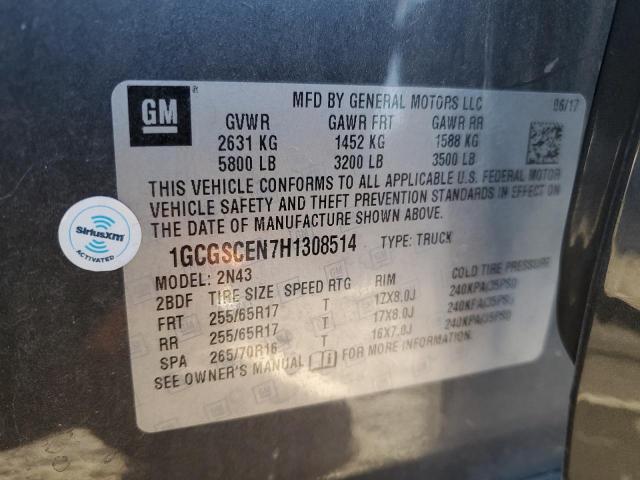 GM
MFD BY GENERAL MOTORS LLC 06/17
GVWR GAWR FRT GAWR RR
2631 KG 1452 KG 1588 KG
5800 LB 3200 LB 3500 LB
THIS VEHICLE CONFORMS TO ALL APPLICABLE U.S. FEDERAL MOTOR
VEHICLE SAFETY AND THEFT PREVENTION STANDARDS IN EFFECT ON
THE DATE OF MANUFACTURE SHOWN ABOVE.
1GCGSCEN7H1308514 TYPE: TRUCK
MODEL: 2N43
2BDF TIRE SIZE SPEED RTG RIM COLD TIRE PRESSURE
FRT 255/65R17 T 17X8.0J 240KPA(35PSI)
RR 255/65R17 T 17X8.0J 240KPA(35PSI)
SPA 265/70R16 T 16X7.0J 240KPA(35PSI)
SEE OWNER'S MANUAL FOR MORE INFORMATION
((siriusxm))
ACTIVE